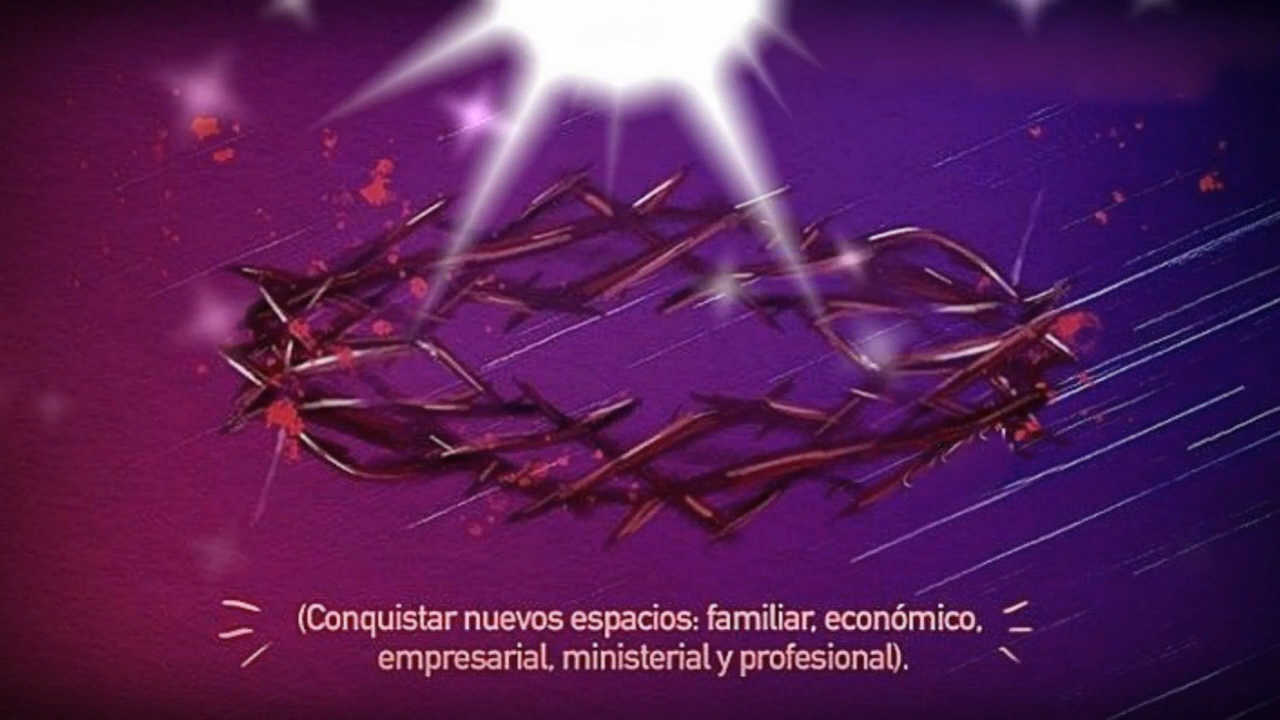 (Conquistar nuevos espacios: familiar, económico,
empresarial, ministerial y profesional).